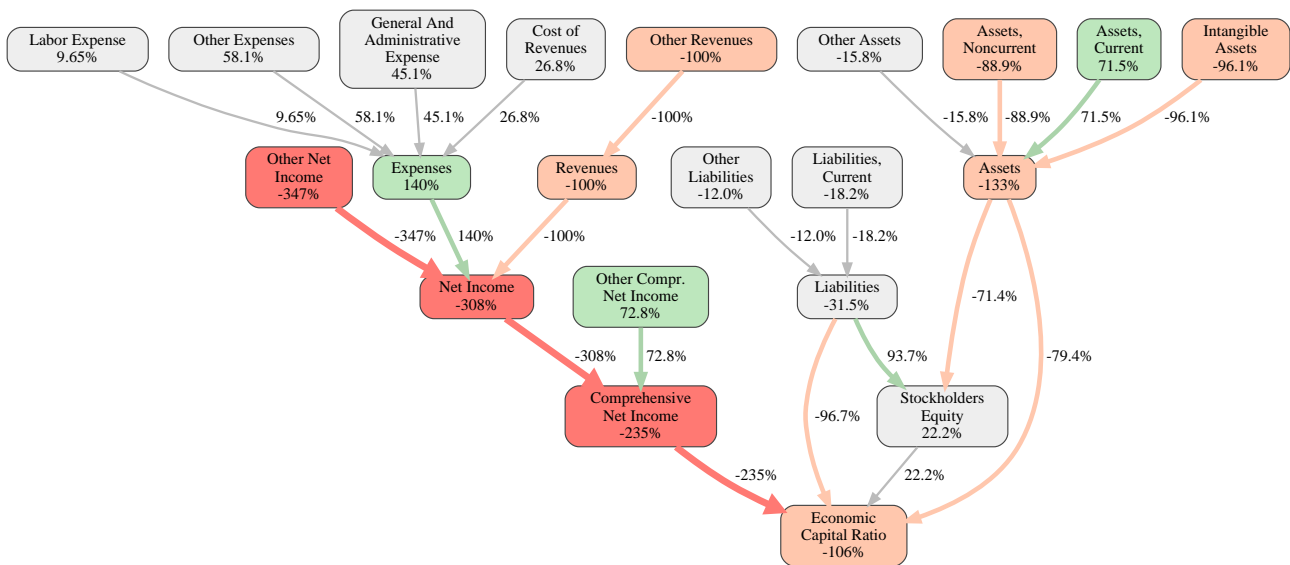 Labor Expense
9.65%
Other Expenses
58.1%
General And
Administrative
Expense
45.1%
Cost of
Revenues
26.8%
Other Revenues
-100%
Other Assets
-15.8%
Assets,
Noncurrent
-88.9%
Assets,
Current
71.5%
Intangible
Assets
-96.1%
9.65%
58.1%
45.1%
26.8%
-100%
-15.8%
-88.9%
71.5%
-96.1%
Other Net
Income
-347%
Expenses
140%
Revenues
-100%
Other
Liabilities
-12.0%
Liabilities,
Current
-18.2%
Assets
-133%
-347%
140%
-100%
-12.0%
-18.2%
Net Income
-308%
Other Compr.
Net Income
72.8%
Liabilities
-31.5%
-71.4%
-308%
72.8%
93.7%
-79.4%
Comprehensive
Net Income
-235%
-96.7%
Stockholders
Equity
22.2%
-235%
22.2%
Economic
Capital Ratio
-106%